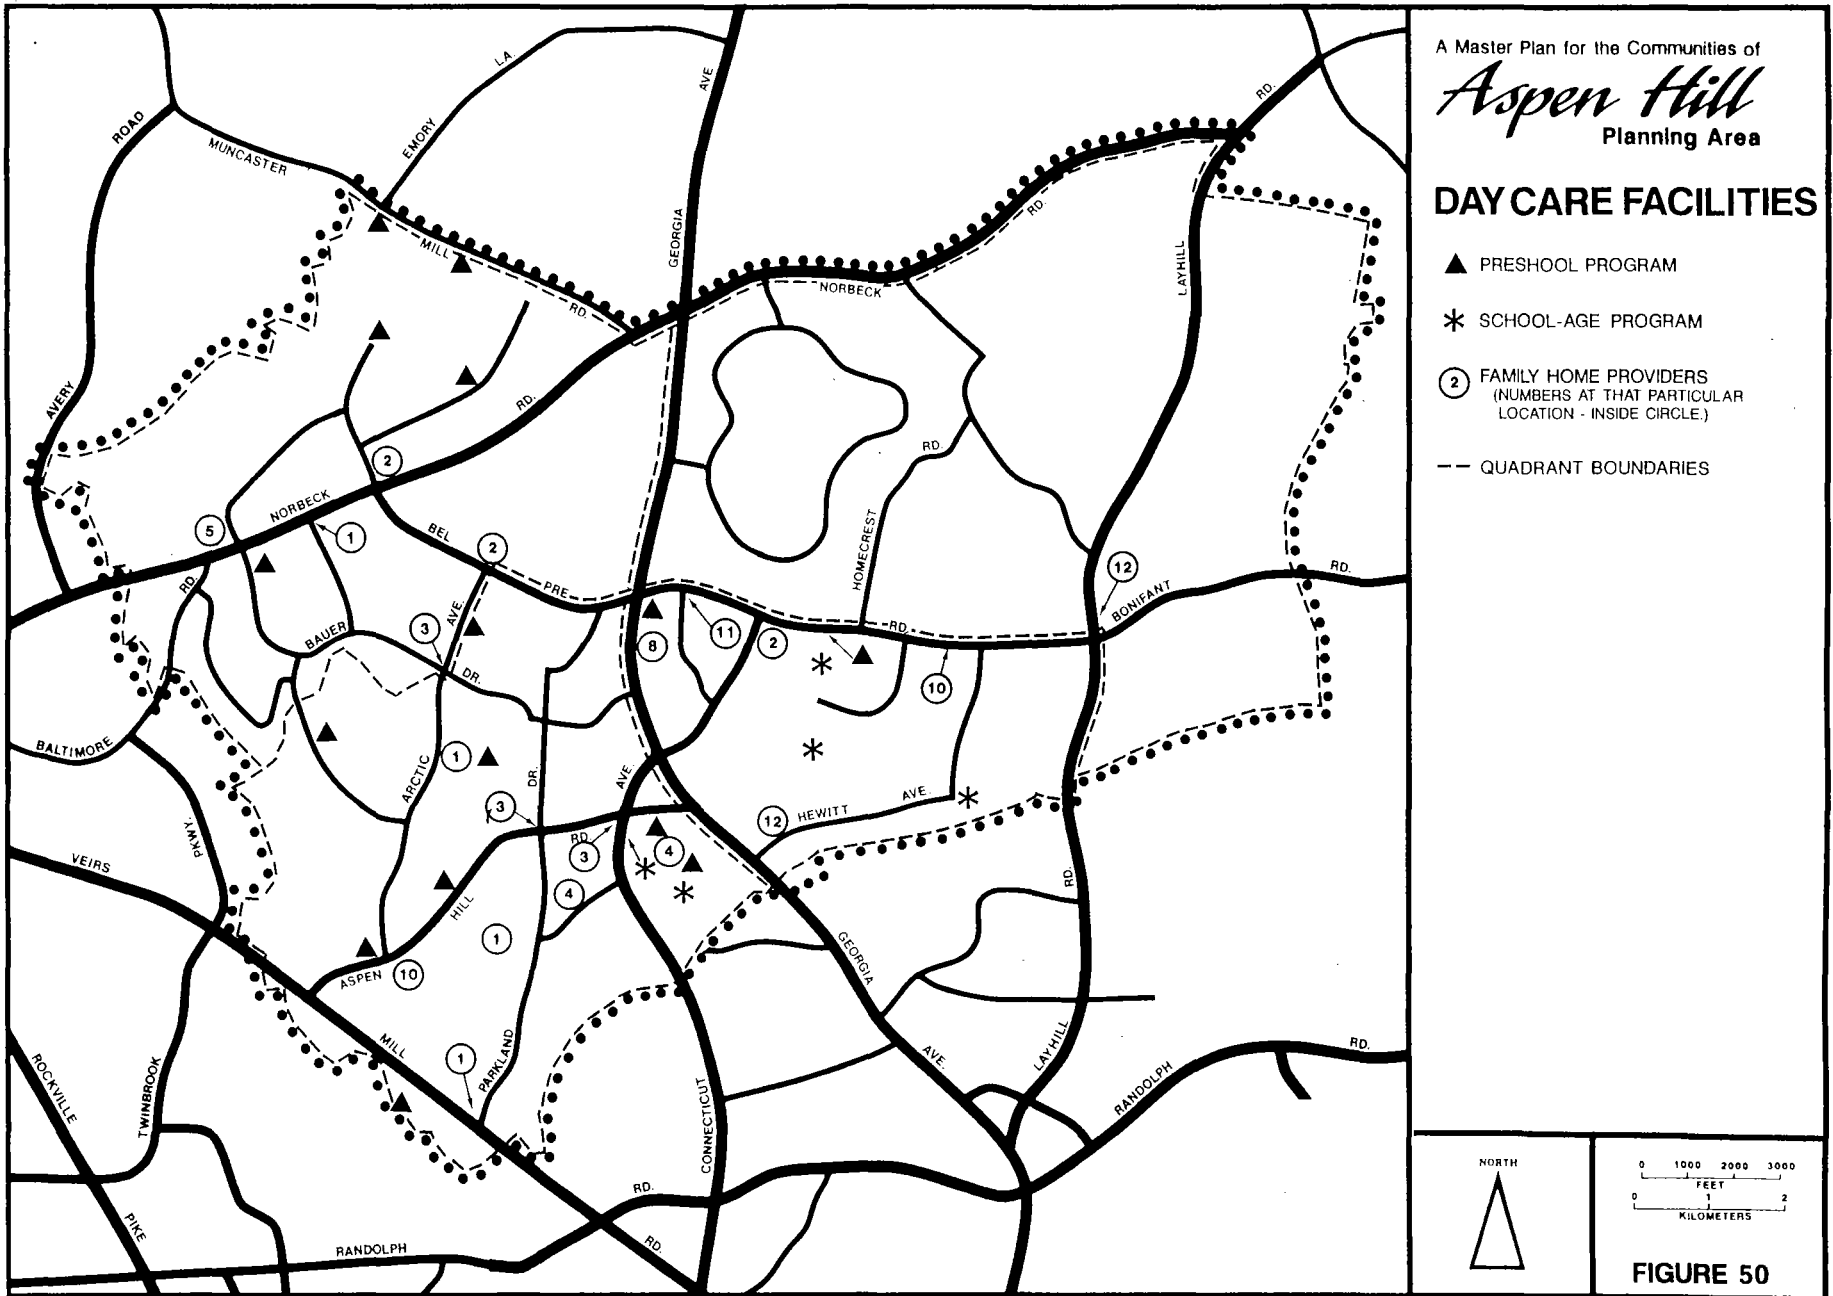 A Master Plan for the Communities of
Aspen Hill
Planning Area
DAY CARE FACILITIES
PRESHOOL PROGRAM
SCHOOL-AGE PROGRAM
2 FAMILY HOME PROVIDERS
(NUMBERS AT THAT PARTICULAR
LOCATION - INSIDE CIRCLE.)
QUADRANT BOUNDARIES
NORTH
0 1000 2000 3000
FEET
0 1 2
KILOMETERS
FIGURE 50
LA.
EMORY
AVE
RD.
ROAD
MUNCASTER
MILL
RD.
GEORGIA
RD.
NORBECK
LAYHILL
AVERY
RD.
RD.
2
NORBECK
5
1
BEL
2
PRE
HOMECREST
12
RD.
BONIFANT
RD.
AVE.
3
BAUER
DR.
8
11
2
RD.
10
BALTIMORE
ARCTIC
1
DR.
AVE.
3
RD.
3
4
4
12
HEWITT
AVE.
PKWY.
VEIRS
HILL
1
ASPEN
10
RD.
GEORGIA
MILL
1
PARKLAND
AVE.
LAYHILL
RD.
RANDOLPH
ROCKVILLE
TWINBROOK
CONNECTICUT
PIKE
RD.
RANDOLPH
RD.